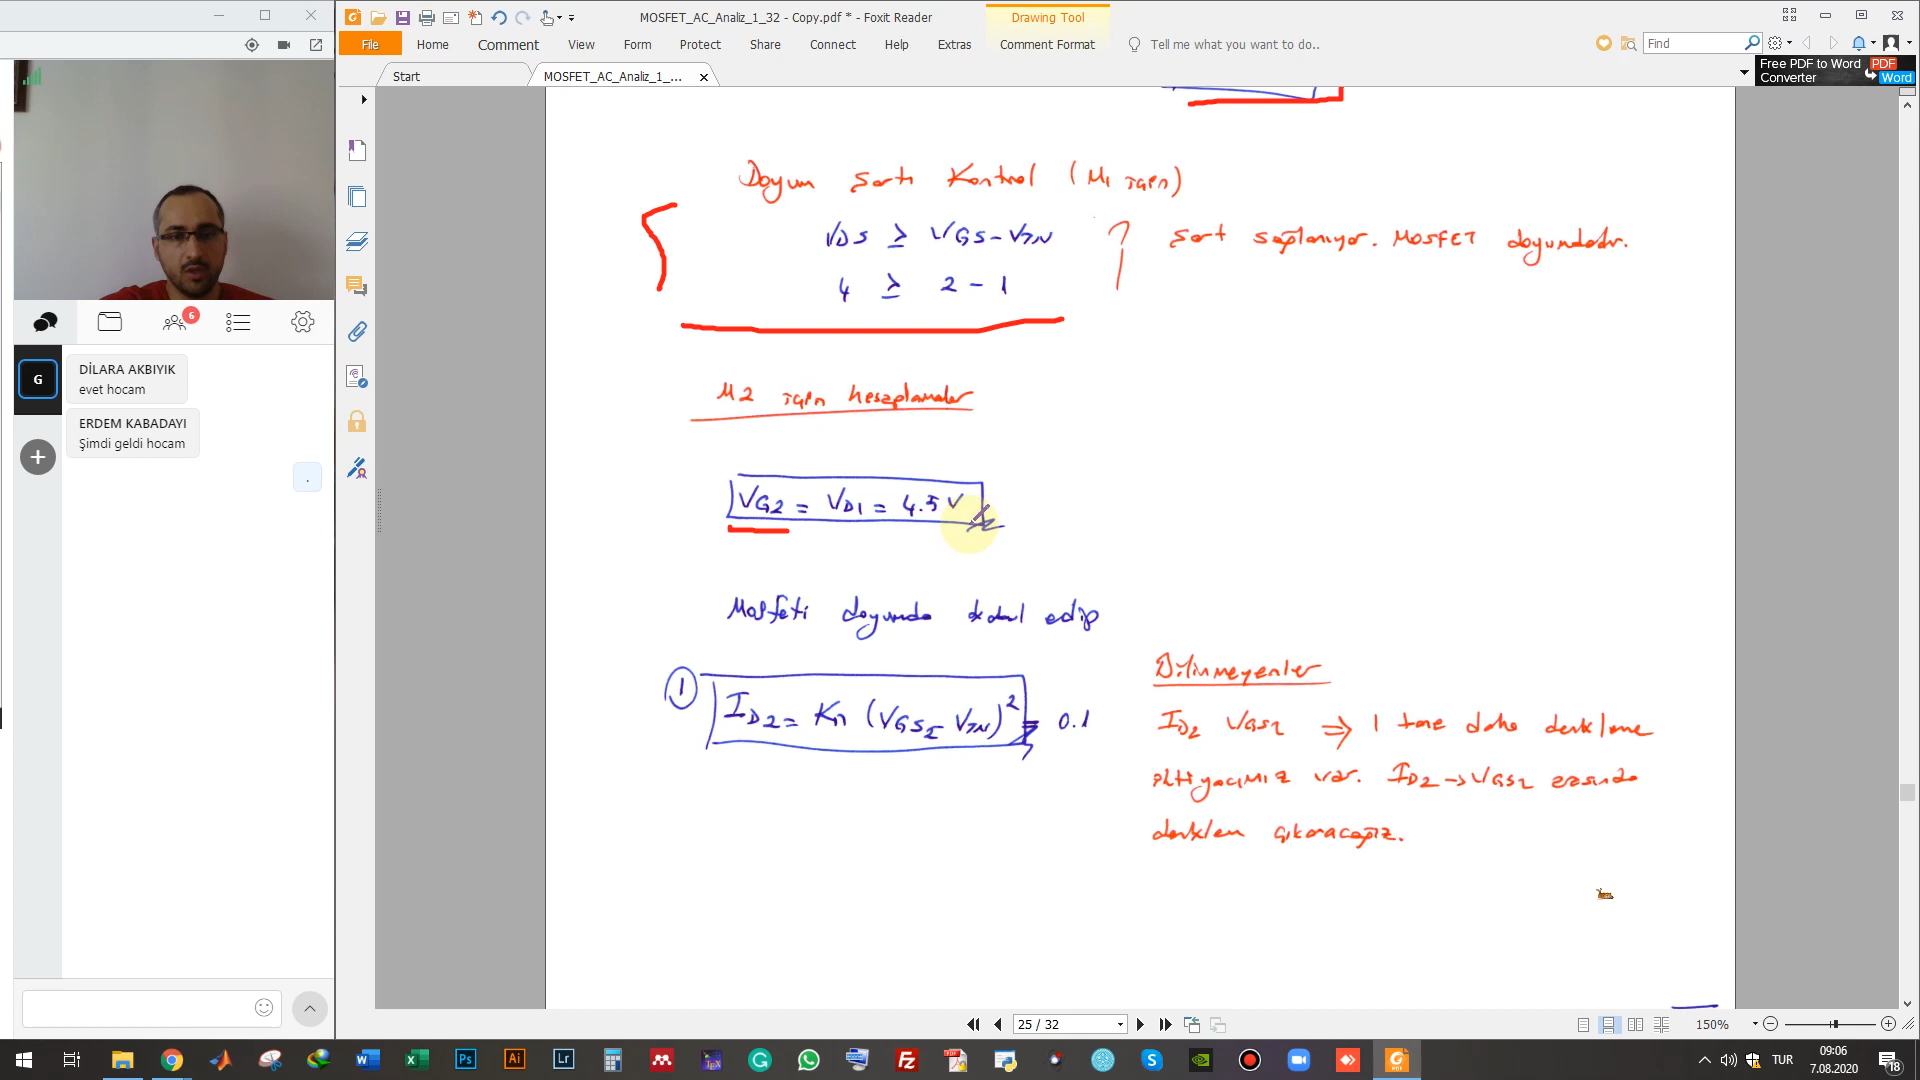 MOSFET_AC_Analiz_1_32 - Copy.pdf * - Foxit Reader
Drawing Tool
File Home Comment View Form Protect Share Connect Help Extras Comment Format Tell me what you want to do.. Find
Free PDF to Word Converter PDF Word
Start MOSFET_AC_Analiz_1_...
Doyum Şartı Kontrol (M1 için)
VDS ≥ VGS-VTN
4 ≥ 2 - 1
Şart sağlanıyor. MOSFET doyumdadır.
M2 için hesaplamalar
VG2 = VD1 = 4.5 V
Mosfeti doyumda kabul edip
1 ID2 = Kn (VGS2 - VTN)² = 0.1
Bilinmeyenler
ID2 VGS2 ⇒ 1 tane daha denkleme
ihtiyacımız var. ID2 → VGS2 arasında
denklem çıkaracağız.
6
G
DİLARA AKBIYIK
evet hocam
ERDEM KABADAYI
Şimdi geldi hocam
.
25 / 32
150%
TUR
09:06
7.08.2020
18